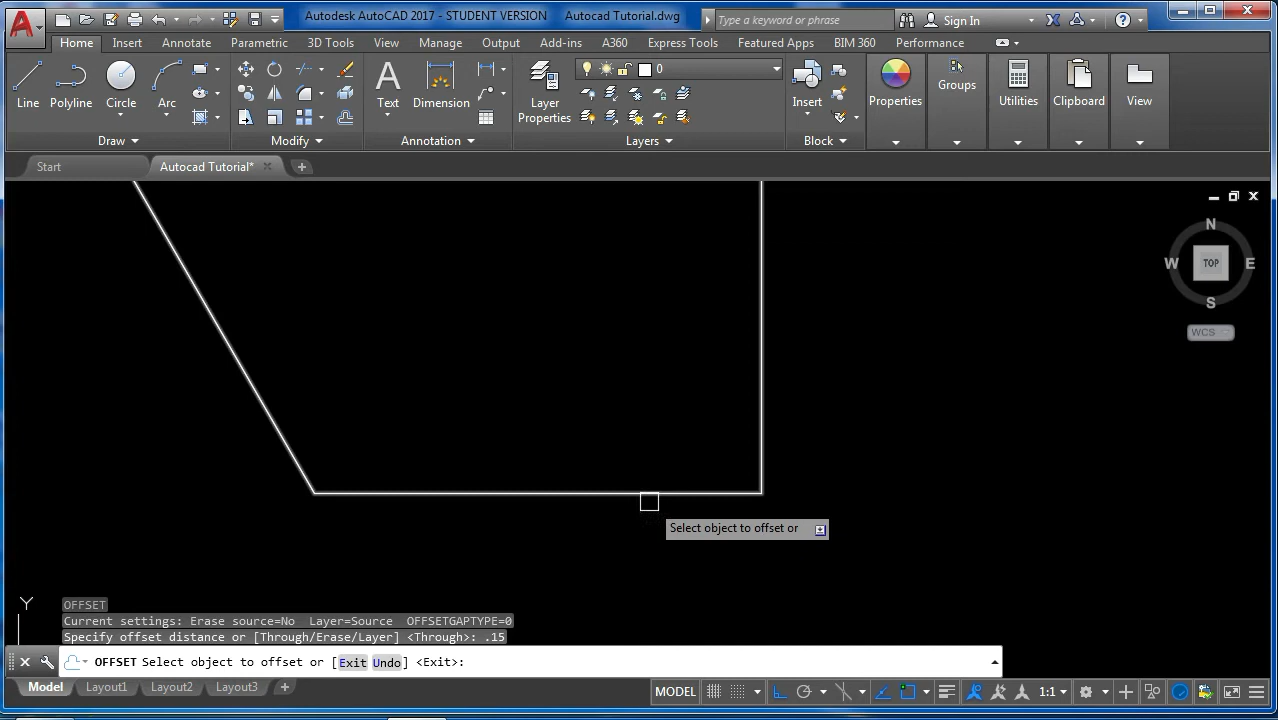 Autodesk AutoCAD 2017 - STUDENT VERSION Autocad Tutorial.dwg Type a keyword or phrase Sign In
Home Insert Annotate Parametric 3D Tools View Manage Output Add-ins A360 Express Tools Featured Apps BIM 360 Performance
0
Line Polyline Circle Arc Text Dimension Layer Properties Insert Properties Groups Utilities Clipboard View
Draw Modify Annotation Layers Block
Start Autocad Tutorial*
N
W TOP E
S
WCS
Select object to offset or
Y
OFFSET
Current settings: Erase source=No Layer=Source OFFSETGAPTYPE=0
Specify offset distance or [Through/Erase/Layer] <Through>: .15
OFFSET Select object to offset or [Exit Undo] <Exit>:
Model Layout1 Layout2 Layout3 MODEL 1:1